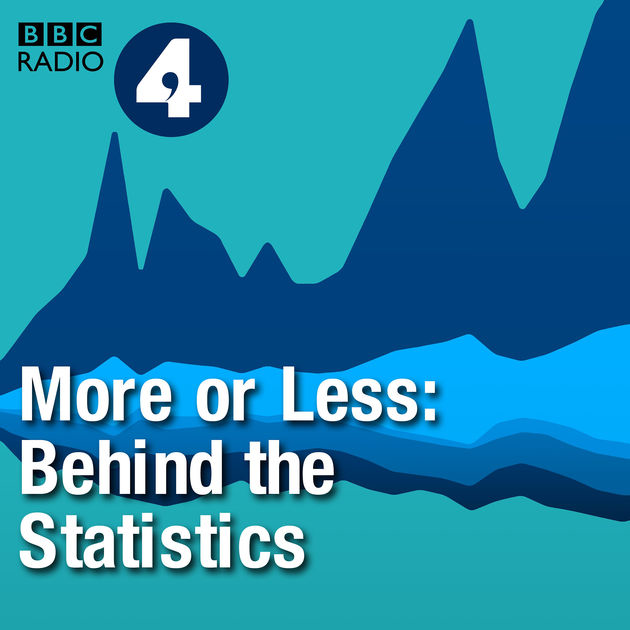 BBC
RADIO
4
More or Less:
Behind the
Statistics